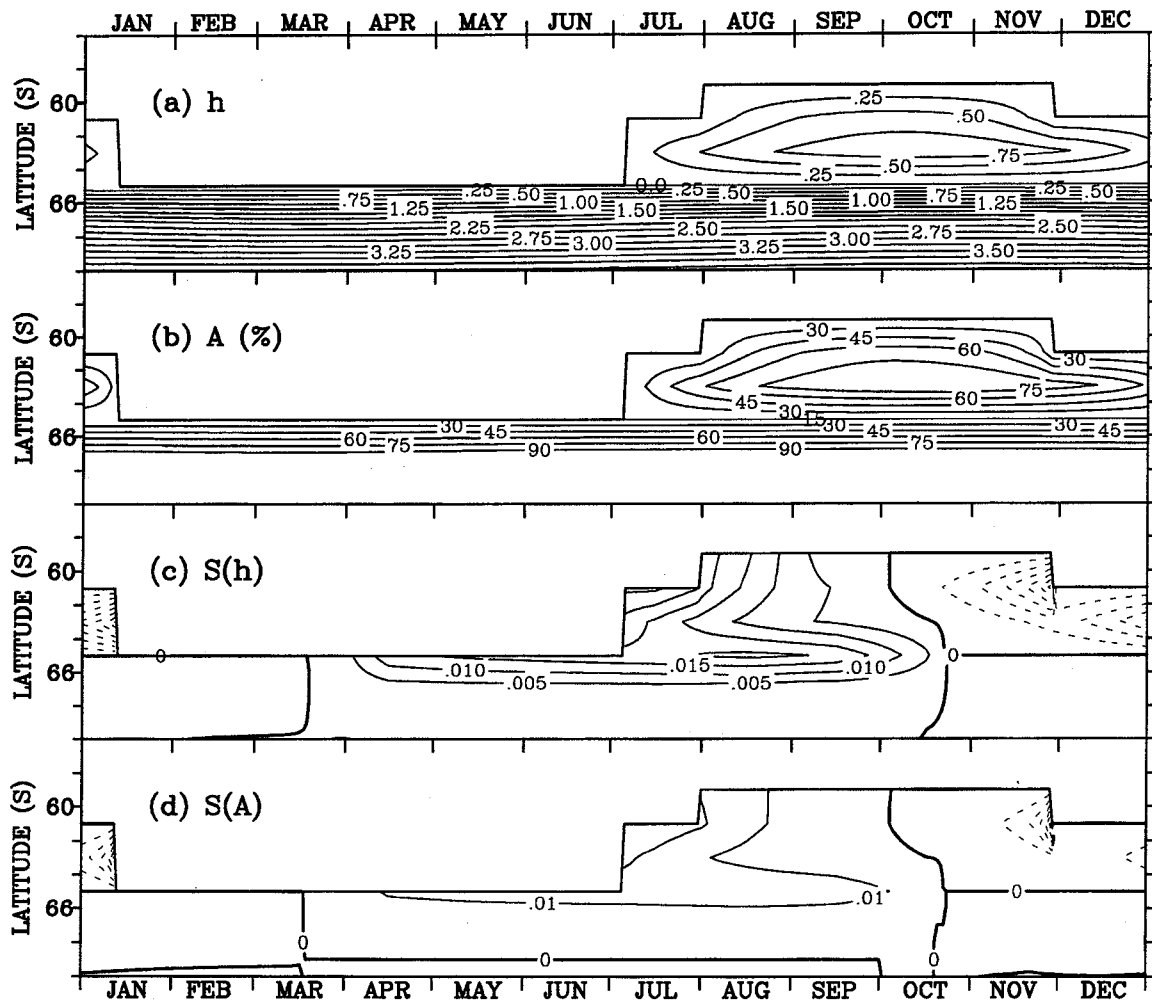 JAN FEB MAR APR MAY JUN JUL AUG SEP OCT NOV DEC
LATITUDE (S)
60
66
(a) h
.25
.50
.75
.50
.25
0.0
.75 .25 .50 1.00 .25 .50 1.00 .75 .25 .50
1.25 1.50 1.50 1.25
2.25 2.50 2.75 2.50
2.75 3.00 3.00
3.25 3.25 3.50
LATITUDE (S)
60
66
(b) A (%)
30 45 60 30
75
45 60
30 15 30
30 45 45 30 45
60 75 90 60 90 75
LATITUDE (S)
60
66
(c) S(h)
0 0
.010 .015 .010
.005 .005
LATITUDE (S)
60
66
(d) S(A)
.01 .01 0
0 0 0
JAN FEB MAR APR MAY JUN JUL AUG SEP OCT NOV DEC